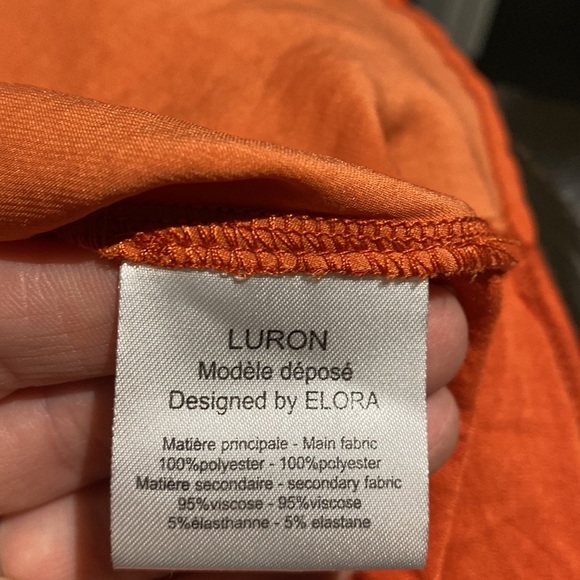 LURON
Modèle déposé
Designed by ELORA
Matière principale - Main fabric
100%polyester - 100%polyester
Matière secondaire - secondary fabric
95%viscose - 95%viscose
5%élasthanne - 5% elastane